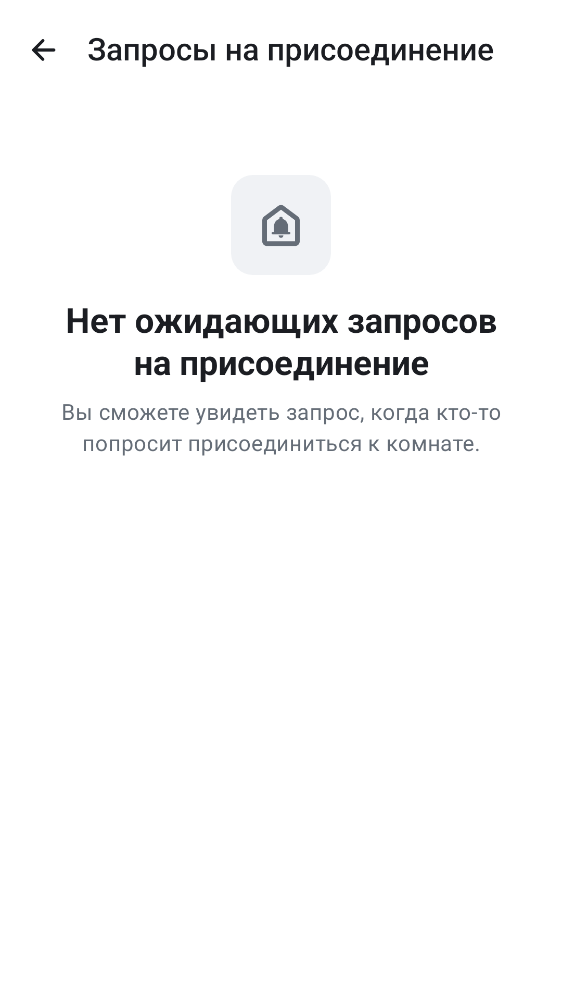 Запросы на присоединение
Нет ожидающих запросов
на присоединение
Вы сможете увидеть запрос, когда кто-то
попросит присоединиться к комнате.